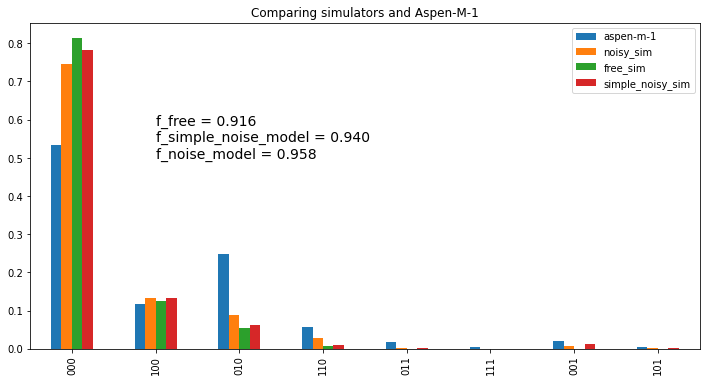 Comparing simulators and Aspen-M-1
aspen-m-1
noisy_sim
free_sim
simple_noisy_sim
f_free = 0.916
f_simple_noise_model = 0.940
f_noise_model = 0.958
0.8
0.7
0.6
0.5
0.4
0.3
0.2
0.1
0.0
000
100
010
110
011
111
001
101